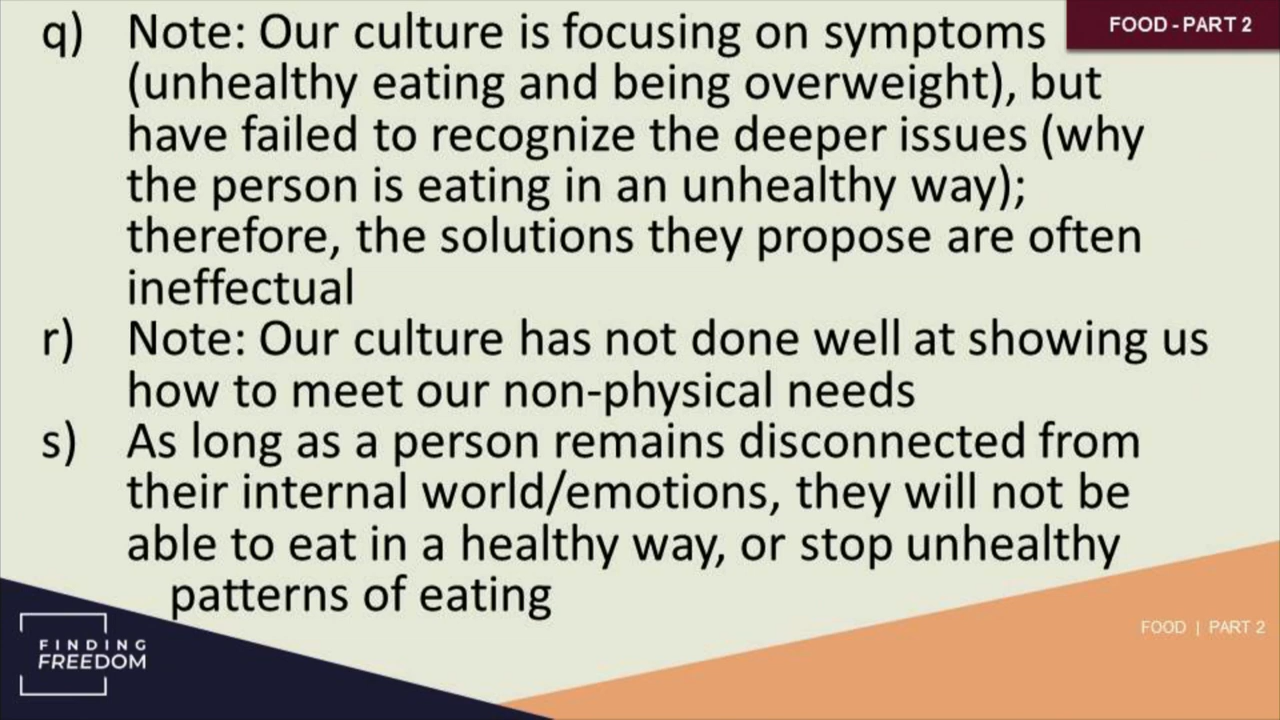 FOOD - PART 2
q) Note: Our culture is focusing on symptoms
(unhealthy eating and being overweight), but
have failed to recognize the deeper issues (why
the person is eating in an unhealthy way);
therefore, the solutions they propose are often
ineffectual
r) Note: Our culture has not done well at showing us
how to meet our non-physical needs
s) As long as a person remains disconnected from
their internal world/emotions, they will not be
able to eat in a healthy way, or stop unhealthy
patterns of eating
FOOD | PART 2
FINDING
FREEDOM